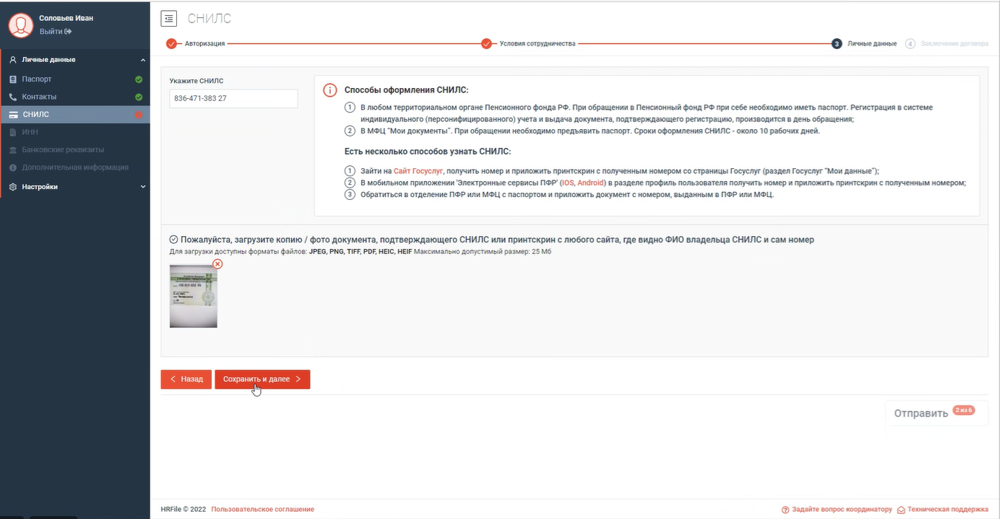 Соловьев Иван
Выйти
СНИЛС
Авторизация
Условия сотрудничества
3 Личные данные
4 Заключение договора
Личные данные
Паспорт
Контакты
СНИЛС
ИНН
Банковские реквизиты
Дополнительная информация
Настройки
Укажите СНИЛС
836-471-383 27
Способы оформления СНИЛС:
1 В любом территориальном органе Пенсионного фонда РФ. При обращении в Пенсионный фонд РФ при себе необходимо иметь паспорт. Регистрация в системе
индивидуального (персонифицированного) учета и выдача документа, подтверждающего регистрацию, производится в день обращения;
2 В МФЦ "Мои документы". При обращении необходимо предъявить паспорт. Сроки оформления СНИЛС - около 10 рабочих дней.
Есть несколько способов узнать СНИЛС:
1 Зайти на Сайт Госуслуг, получить номер и приложить принтскрин с полученным номером со страницы Госуслуг (раздел Госуслуг "Мои данные");
2 В мобильном приложении 'Электронные сервисы ПФР' (IOS, Android) в разделе профиль пользователя получить номер и приложить принтскрин с полученным номером;
3 Обратиться в отделение ПФР или МФЦ с паспортом и приложить документ с номером, выданным в ПФР или МФЦ.
Пожалуйста, загрузите копию / фото документа, подтверждающего СНИЛС или принтскрин с любого сайта, где видно ФИО владельца СНИЛС и сам номер
Для загрузки доступны форматы файлов: JPEG, PNG, TIFF, PDF, HEIC, HEIF Максимально допустимый размер: 25 Мб
Назад
Сохранить и далее
Отправить 2 из 6
HRFile © 2022 Пользовательское соглашение
Задайте вопрос координатору
Техническая поддержка